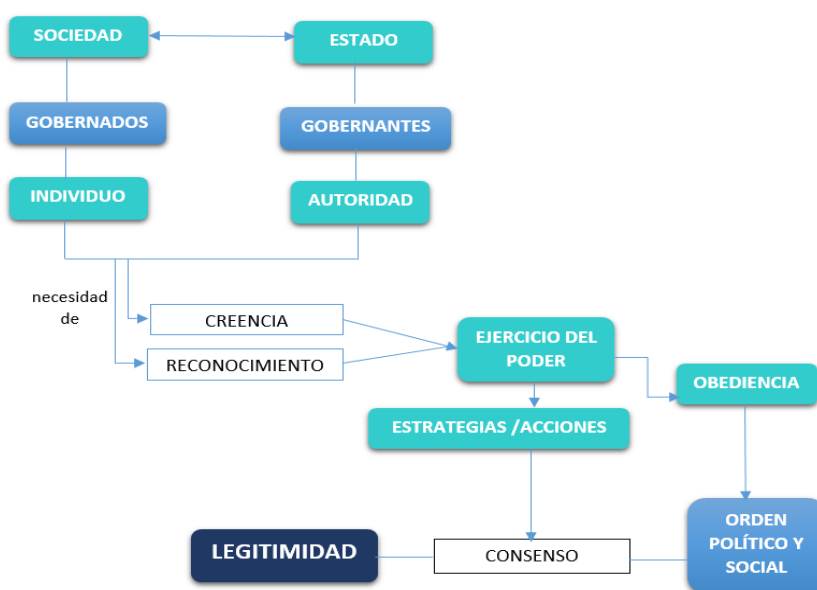 SOCIEDAD
ESTADO
GOBERNADOS
GOBERNANTES
INDIVIDUO
AUTORIDAD
necesidad
de
CREENCIA
RECONOCIMIENTO
EJERCICIO DEL
PODER
OBEDIENCIA
ESTRATEGIAS /ACCIONES
LEGITIMIDAD
CONSENSO
ORDEN
POLÍTICO Y
SOCIAL